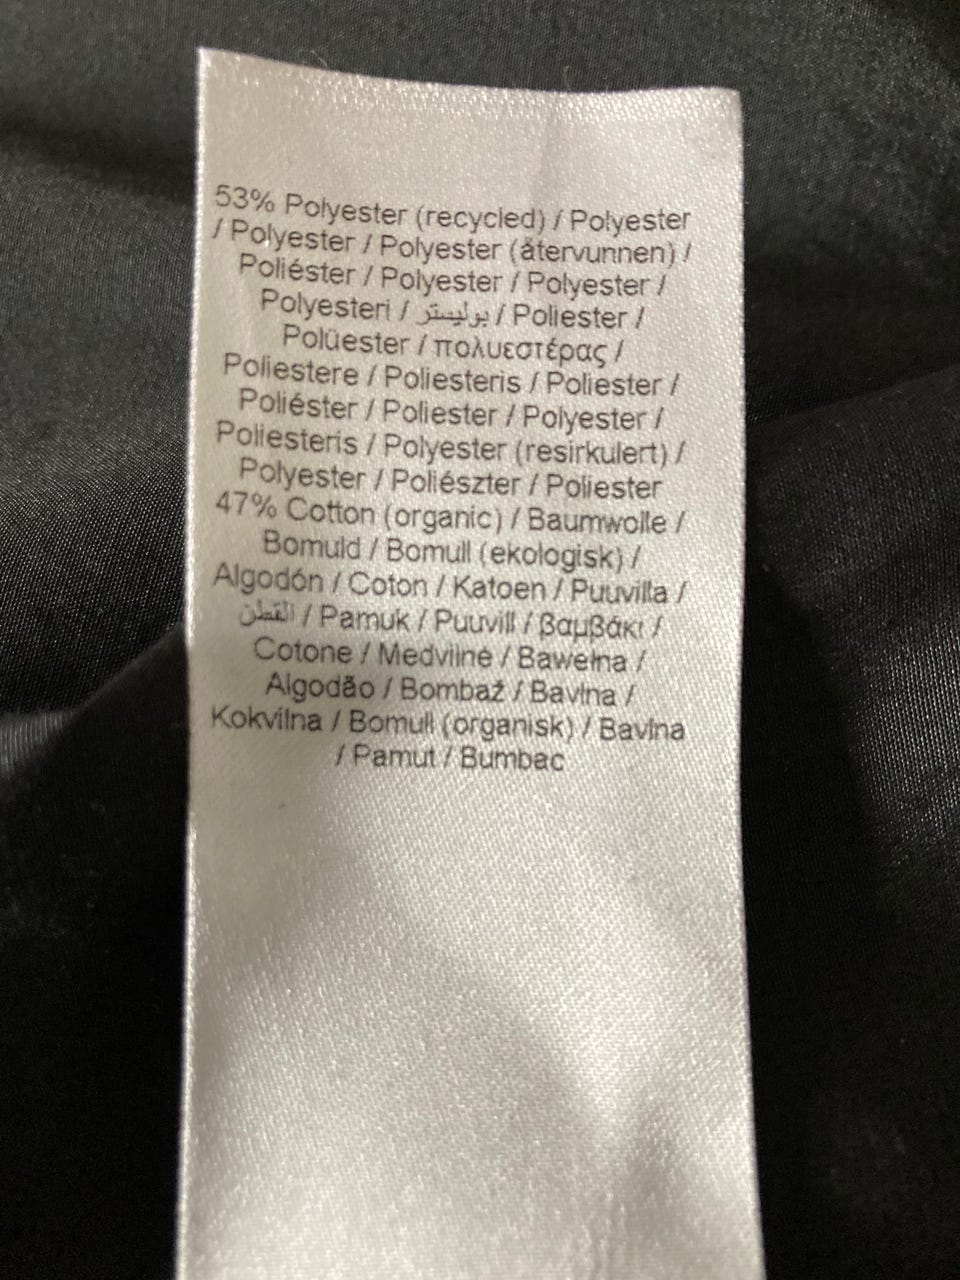 53% Polyester (recycled) / Polyester
/ Polyester / Polyester (återvunnen) /
Poliéster / Polyester / Polyester /
Polyesteri / بوليستر / Poliester /
Polüester / πολυεστέρας /
Poliestere / Poliesteris / Poliester /
Poliéster / Poliester / Polyester /
Poliesteris / Polyester (resirkulert) /
Polyester / Poliészter / Poliester
47% Cotton (organic) / Baumwolle /
Bomuld / Bomull (ekologisk) /
Algodón / Coton / Katoen / Puuvilla /
القطن / Pamuk / Puuvill / βαμβάκι /
Cotone / Medvilnė / Bawełna /
Algodão / Bombaž / Bavlna /
Kokvilna / Bomull (organisk) / Bavlna
/ Pamut / Bumbac